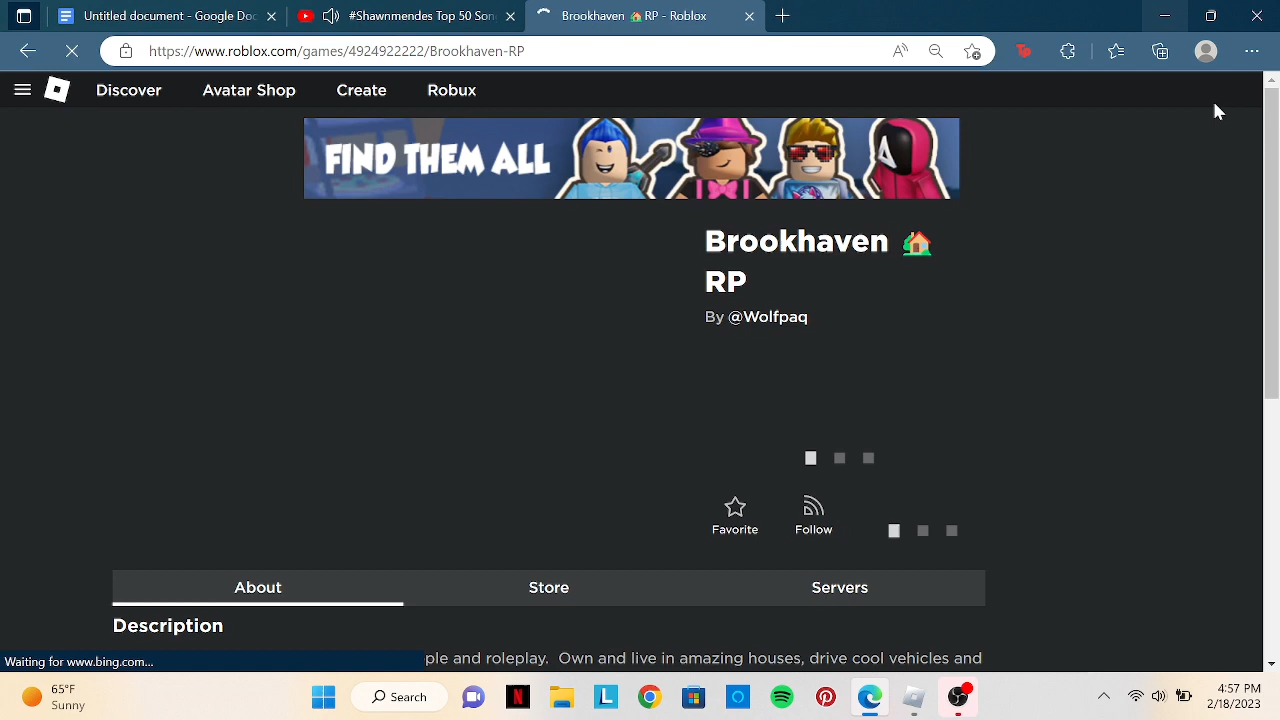 Untitled document - Google Doc
#Shawnmendes Top 50 Son
Brookhaven 🏠RP - Roblox
https://www.roblox.com/games/4924922222/Brookhaven-RP
Discover
Avatar Shop
Create
Robux
FIND THEM ALL
Brookhaven 🏡
RP
By @Wolfpaq
Favorite
Follow
About
Store
Servers
Description
ple and roleplay. Own and live in amazing houses, drive cool vehicles and
Waiting for www.bing.com...
65°F
Sunny
Search
4:57 PM
2/18/2023